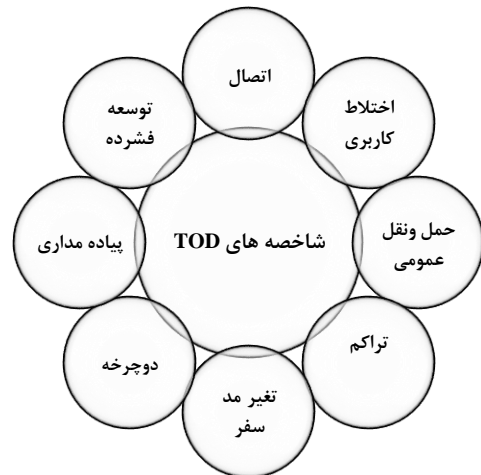 اتصال
اختلاط
کاربری
حمل ونقل
عمومی
تراکم
تغیر مد
سفر
دوچرخه
پیاده مداری
توسعه
فشرده
شاخصه های TOD